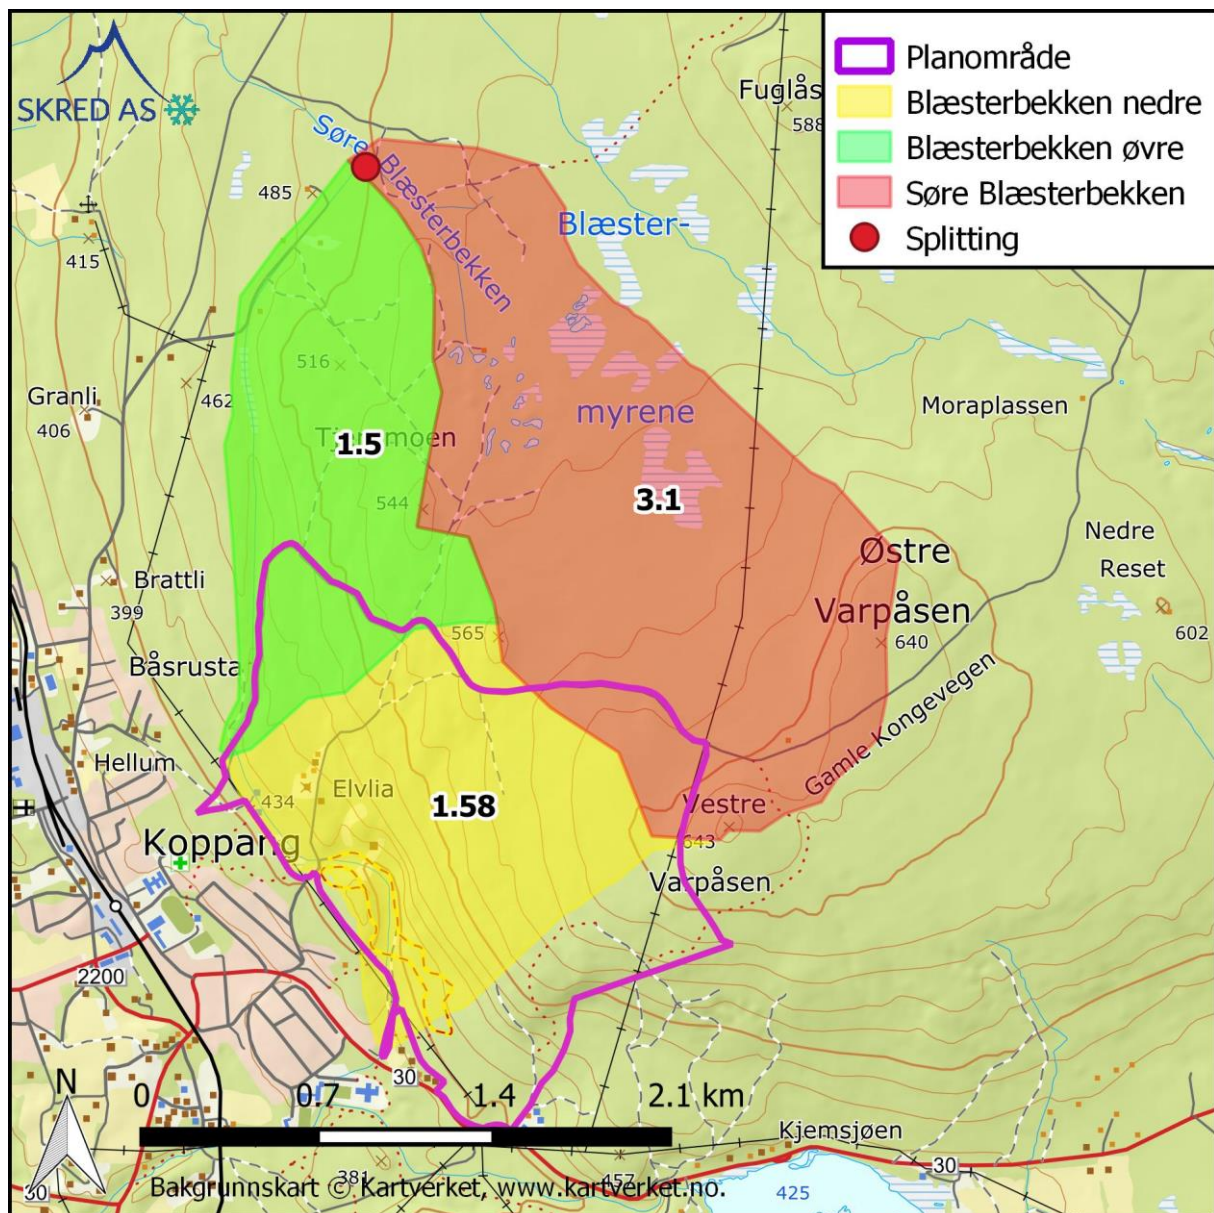 SKRED AS
Planområde
Blæsterbekken nedre
Blæsterbekken øvre
Søre Blæsterbekken
Splitting
Fuglås
588
Søre
Blæsterbekken
485
Blæster-
415
516
myrene
Granli
406
462
Moraplassen
1.5
3.1
544
Nedre
Reset
602
Østre
Varpåsen
640
Brattli
399
565
Båsrusta
Gamle Kongevegen
Hellum
434
Elvlia
1.58
Vestre
643
Varpåsen
Koppang
2200
30
N
0
0.7
1.4
2.1 km
Kjemsjøen
30
381
457
425
30
Bakgrunnskart © Kartverket, www.kartverket.no.